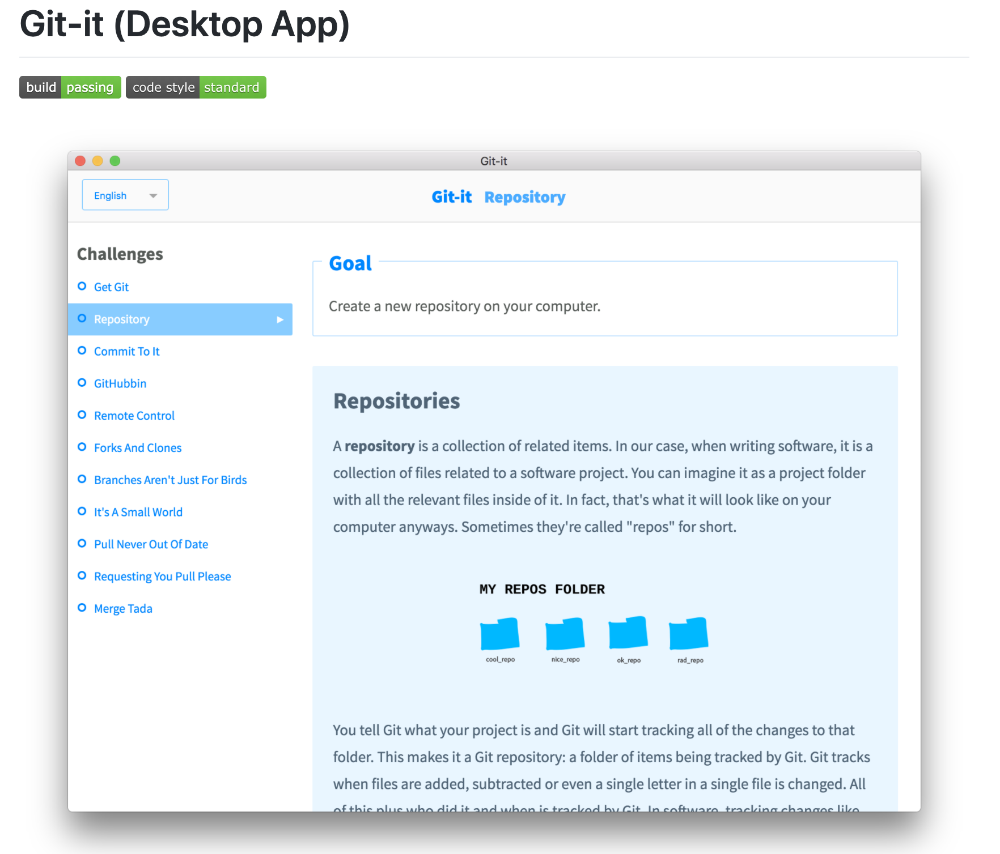 Git-it (Desktop App)
build passing code style standard
Git-it
English
Git-it Repository
Challenges
Get Git
Repository
Commit To It
GitHubbin
Remote Control
Forks And Clones
Branches Aren't Just For Birds
It's A Small World
Pull Never Out Of Date
Requesting You Pull Please
Merge Tada
Goal
Create a new repository on your computer.
Repositories
A repository is a collection of related items. In our case, when writing software, it is a
collection of files related to a software project. You can imagine it as a project folder
with all the relevant files inside of it. In fact, that's what it will look like on your
computer anyways. Sometimes they're called "repos" for short.
MY REPOS FOLDER
cool_repo nice_repo ok_repo rad_repo
You tell Git what your project is and Git will start tracking all of the changes to that
folder. This makes it a Git repository: a folder of items being tracked by Git. Git tracks
when files are added, subtracted or even a single letter in a single file is changed. All
of this plus who did it and when is tracked by Git. In software, tracking changes like